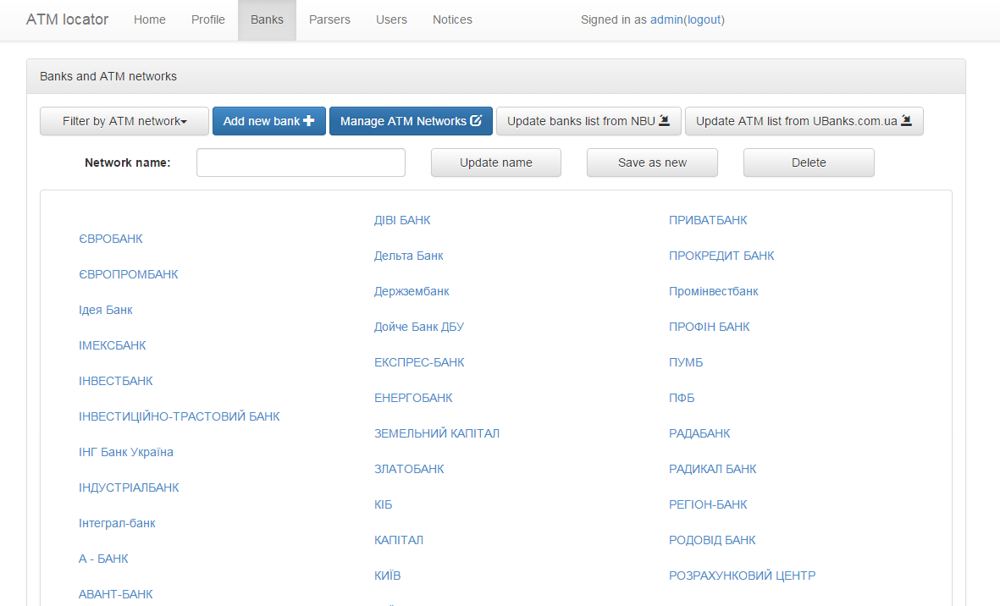 ATM locator Home Profile Banks Parsers Users Notices Signed in as admin(logout)
Banks and ATM networks
Filter by ATM network Add new bank Manage ATM Networks Update banks list from NBU Update ATM list from UBanks.com.ua
Network name: Update name Save as new Delete
ЄВРОБАНК
ЄВРОПРОМБАНК
Ідея Банк
ІМЕКСБАНК
ІНВЕСТБАНК
ІНВЕСТИЦІЙНО-ТРАСТОВИЙ БАНК
ІНГ Банк Україна
ІНДУСТРІАЛБАНК
Інтеграл-банк
А - БАНК
АВАНТ-БАНК
ДІВІ БАНК
Дельта Банк
Держзембанк
Дойче Банк ДБУ
ЕКСПРЕС-БАНК
ЕНЕРГОБАНК
ЗЕМЕЛЬНИЙ КАПІТАЛ
ЗЛАТОБАНК
КІБ
КАПІТАЛ
КИЇВ
ПРИВАТБАНК
ПРОКРЕДИТ БАНК
Промінвестбанк
ПРОФІН БАНК
ПУМБ
ПФБ
РАДАБАНК
РАДИКАЛ БАНК
РЕГІОН-БАНК
РОДОВІД БАНК
РОЗРАХУНКОВИЙ ЦЕНТР